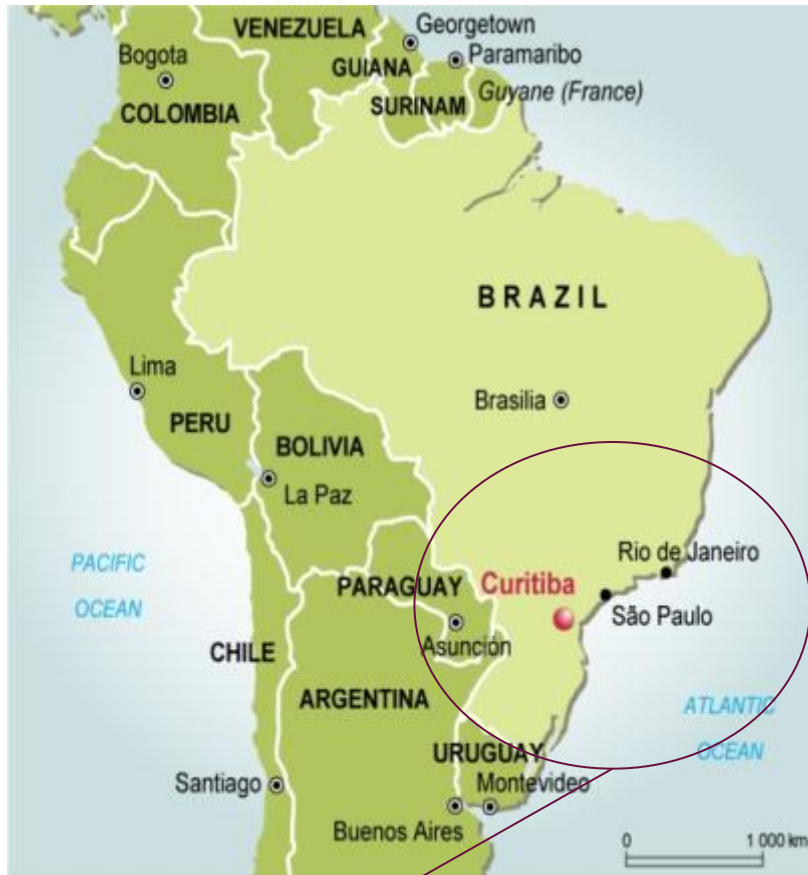 VENEZUELA
Georgetown
Bogota
GUIANA
Paramaribo
COLOMBIA
SURINAM
Guyane (France)
BRAZIL
Lima
Brasilia
PERU
BOLIVIA
La Paz
PACIFIC
OCEAN
Rio de Janeiro
PARAGUAY
Curitiba
São Paulo
Asunción
CHILE
ARGENTINA
ATLANTIC
OCEAN
URUGUAY
Santiago
Montevideo
Buenos Aires
0 1 000 km